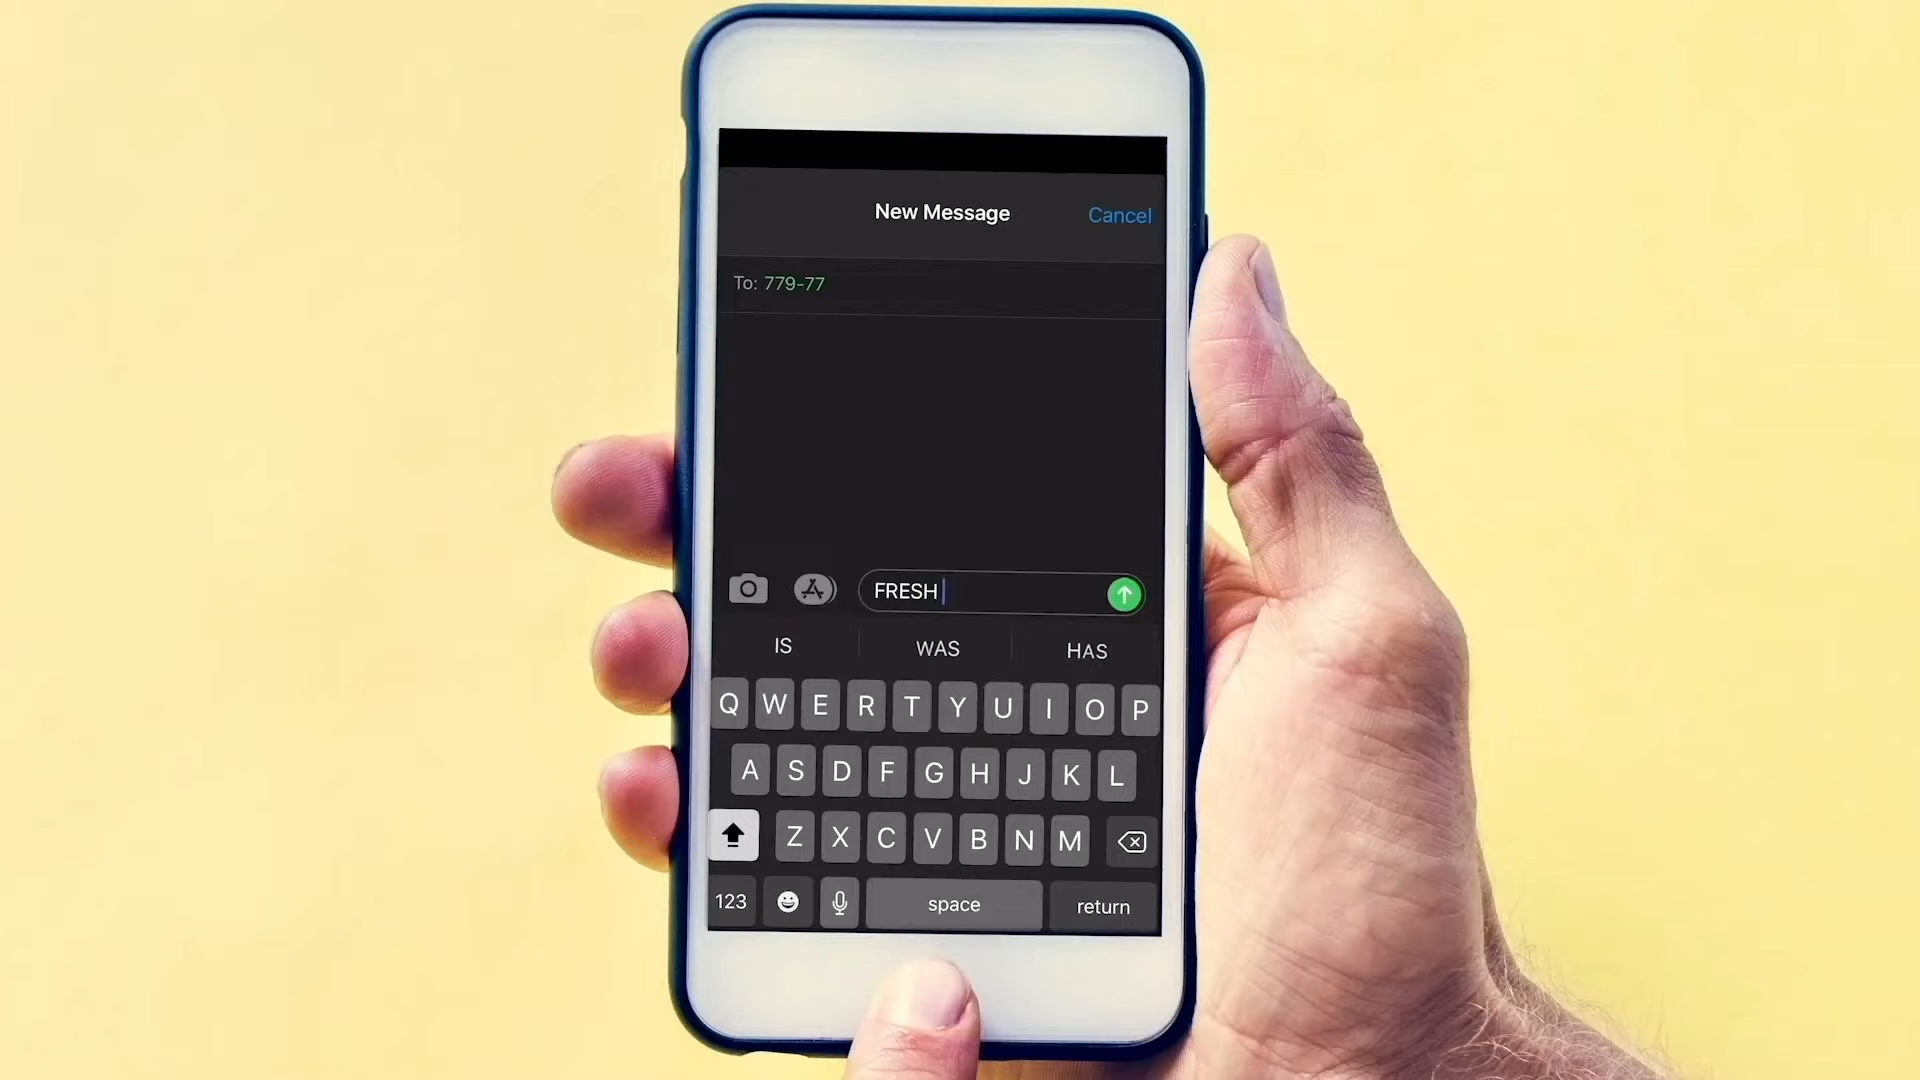 New Message
Cancel
To: 779-77
FRESH
IS WAS HAS
Q W E R T Y U I O P
A S D F G H J K L
Z X C V B N M
123 space return